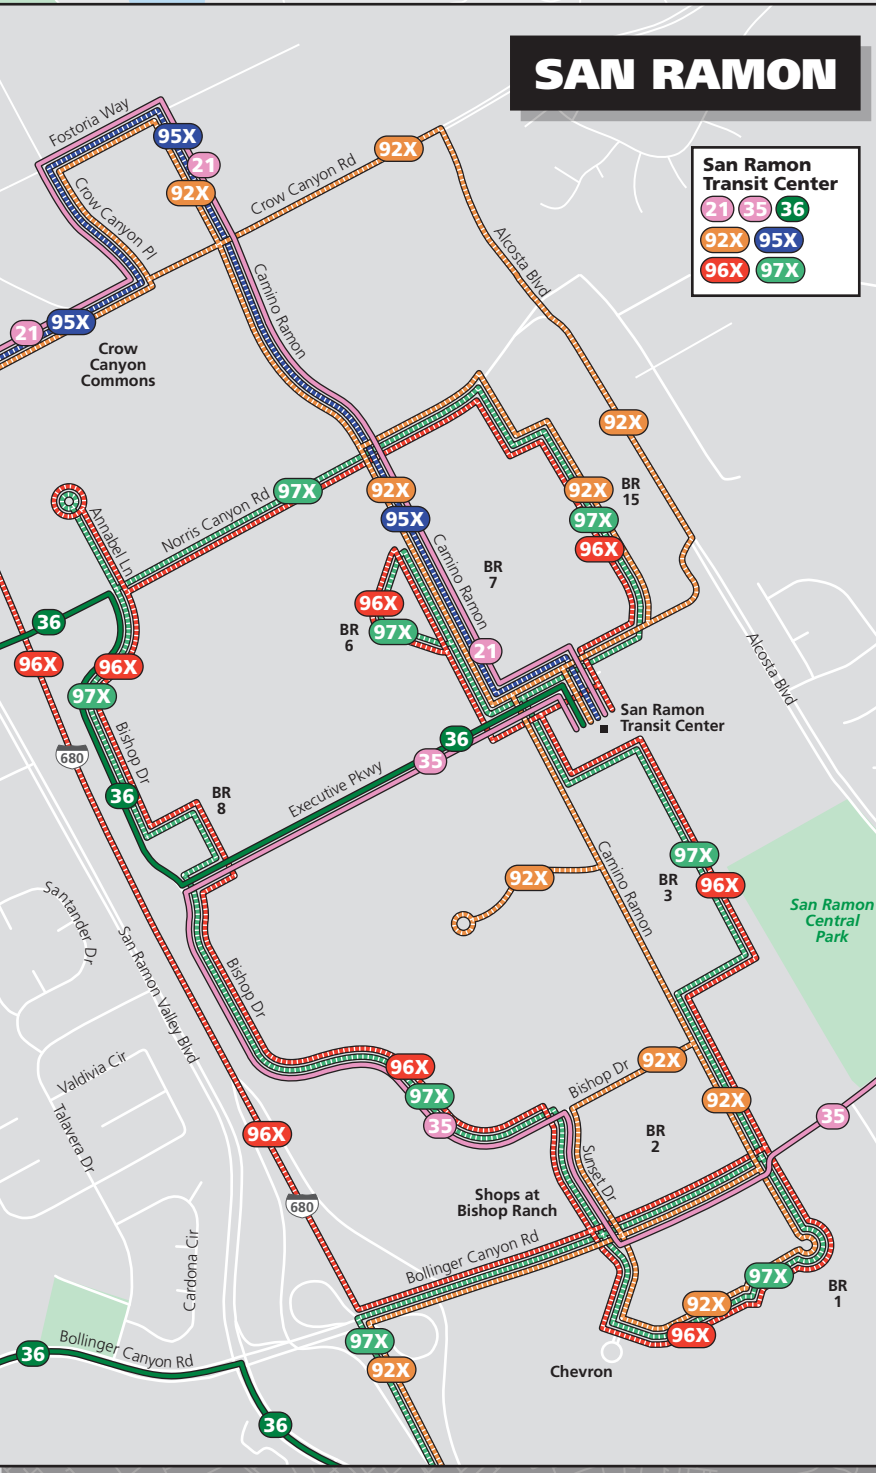 SAN RAMON
San Ramon
Transit Center
21 35 36
92X 95X
96X 97X
Fostoria Way
95X
21
92X
92X
Crow Canyon Rd
Crow Canyon Pl
Alcosta Blvd
Camino Ramon
21
95X
Crow
Canyon
Commons
92X
97X
Norris Canyon Rd
92X
95X
92X
97X
96X
BR
15
Annabel Ln
Camino Ramon
BR
7
96X
97X
BR
6
36
96X
96X
97X
21
Alcosta Blvd
San Ramon
Transit Center
Bishop Dr
680
36
35
36
BR
8
Executive Pkwy
97X
96X
BR
3
92X
Camino Ramon
San Ramon
Central
Park
Santander Dr
San Ramon Valley Blvd
Bishop Dr
Valdivia Cir
Talavera Dr
96X
97X
35
Bishop Dr
92X
92X
35
96X
BR
2
Sunset Dr
Shops at
Bishop Ranch
680
Cardona Cir
Bollinger Canyon Rd
97X
92X
96X
BR
1
97X
92X
Chevron
36
Bollinger Canyon Rd
36